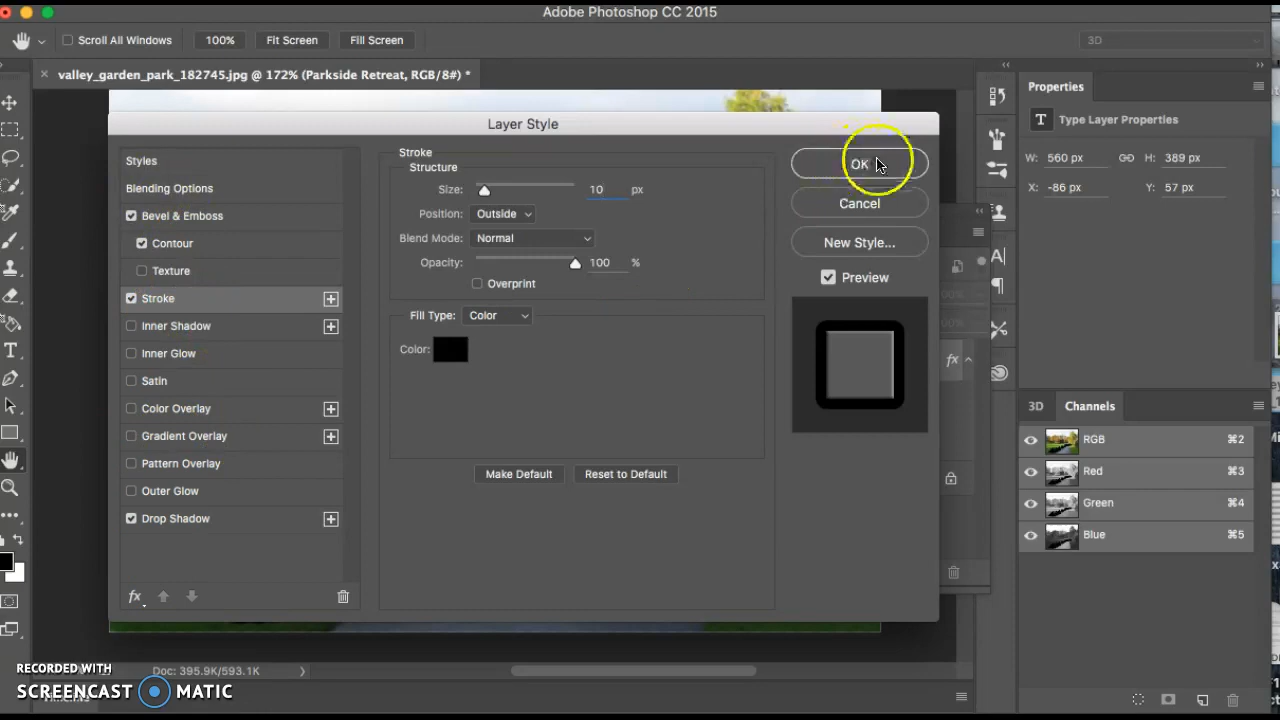 Adobe Photoshop CC 2015
Scroll All Windows 100% Fit Screen Fill Screen 3D
valley_garden_park_182745.jpg @ 172% (Parkside Retreat, RGB/8#) *
Layer Style
Styles
Blending Options
Bevel & Emboss
Contour
Texture
Stroke
Inner Shadow
Inner Glow
Satin
Color Overlay
Gradient Overlay
Pattern Overlay
Outer Glow
Drop Shadow
fx
Stroke
Structure
Size: 10 px
Position: Outside
Blend Mode: Normal
Opacity: 100 %
Overprint
Fill Type: Color
Color:
Make Default Reset to Default
OK
Cancel
New Style...
Preview
fx
Properties
T Type Layer Properties
W: 560 px H: 389 px
X: -86 px Y: 57 px
3D Channels
RGB ⌘2
Red ⌘3
Green ⌘4
Blue ⌘5
Doc: 395.9K/593.1K
RECORDED WITH
SCREENCAST MATIC